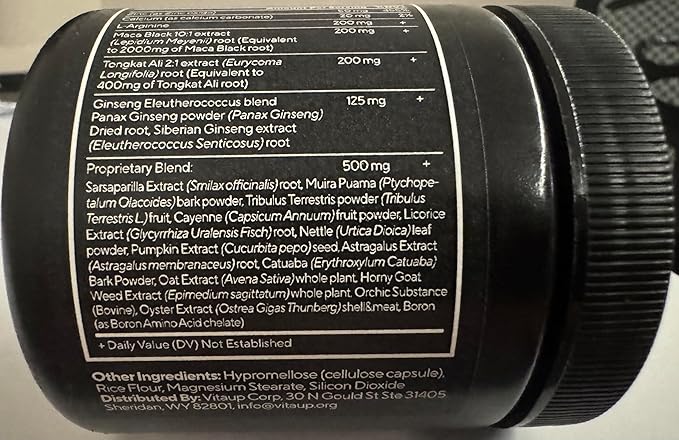 Calcium (as calcium carbonate) 20 mg 2%
L-Arginine 200 mg +
Maca Black 10:1 extract 200 mg +
(Lepidium Meyenii) root (Equivalent
to 2000mg of Maca Black root)
Tongkat Ali 2:1 extract (Eurycoma 200 mg +
Longifolia) root (Equivalent to
400mg of Tongkat Ali root)
Ginseng Eleutherococcus blend 125 mg +
Panax Ginseng powder (Panax Ginseng)
Dried root, Siberian Ginseng extract
(Eleutherococcus Senticosus) root
Proprietary Blend: 500 mg +
Sarsaparilla Extract (Smilax officinalis) root, Muira Puama (Ptychope-
talum Olacoides) bark powder, Tribulus Terrestris powder (Tribulus
Terrestris L) fruit, Cayenne (Capsicum Annuum) fruit powder, Licorice
Extract (Glycyrrhiza Uralensis Fisch) root, Nettle (Urtica Dioica) leaf
powder, Pumpkin Extract (Cucurbita pepo) seed, Astragalus Extract
(Astragalus membranaceus) root, Catuaba (Erythroxylum Catuaba)
Bark Powder, Oat Extract (Avena Sativa) whole plant, Horny Goat
Weed Extract (Epimedium sagittatum) whole plant, Orchic Substance
(Bovine), Oyster Extract (Ostrea Gigas Thunberg) shell&meat, Boron
(as Boron Amino Acid chelate)
+ Daily Value (DV) Not Established
Other Ingredients: Hypromellose (cellulose capsule),
Rice Flour, Magnesium Stearate, Silicon Dioxide
Distributed By: Vitaup Corp, 30 N Gould St Ste 31405
Sheridan, WY 82801, info@vitaup.org